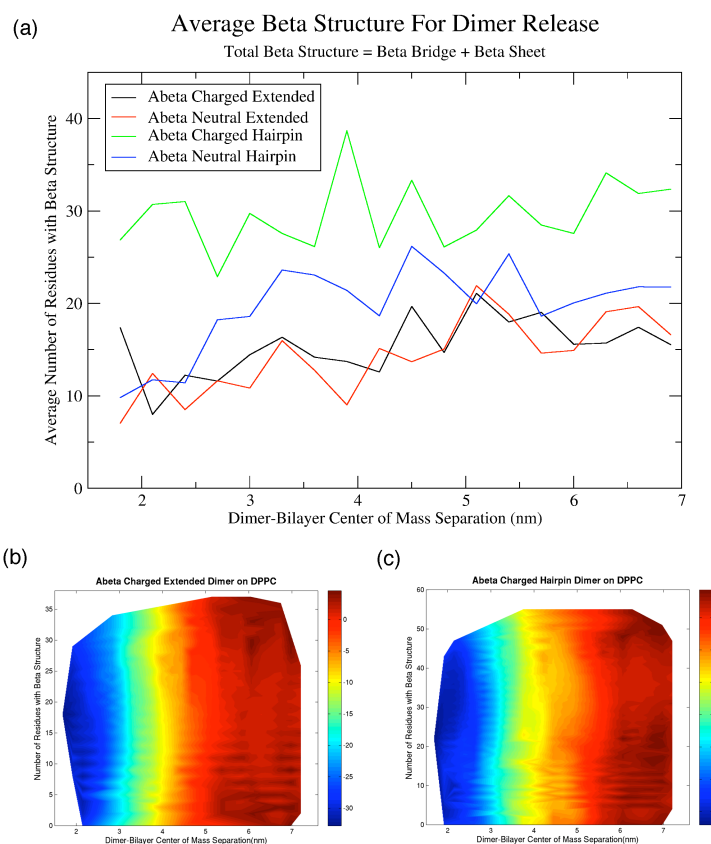 (a)
Average Beta Structure For Dimer Release
Total Beta Structure = Beta Bridge + Beta Sheet
Abeta Charged Extended
Abeta Neutral Extended
Abeta Charged Hairpin
Abeta Neutral Hairpin
Average Number of Residues with Beta Structure
40
30
20
10
0
2 3 4 5 6 7
Dimer-Bilayer Center of Mass Separation (nm)
(b)
Abeta Charged Extended Dimer on DPPC
Number of Residues with Beta Structure
35
30
25
20
15
10
5
0
2 3 4 5 6 7
Dimer-Bilayer Center of Mass Separation(nm)
0
-5
-10
-15
-20
-25
-30
(c)
Abeta Charged Hairpin Dimer on DPPC
Number of Residues with Beta Structure
60
50
40
30
20
10
0
2 3 4 5 6 7
Dimer-Bilayer Center of Mass Separation(nm)